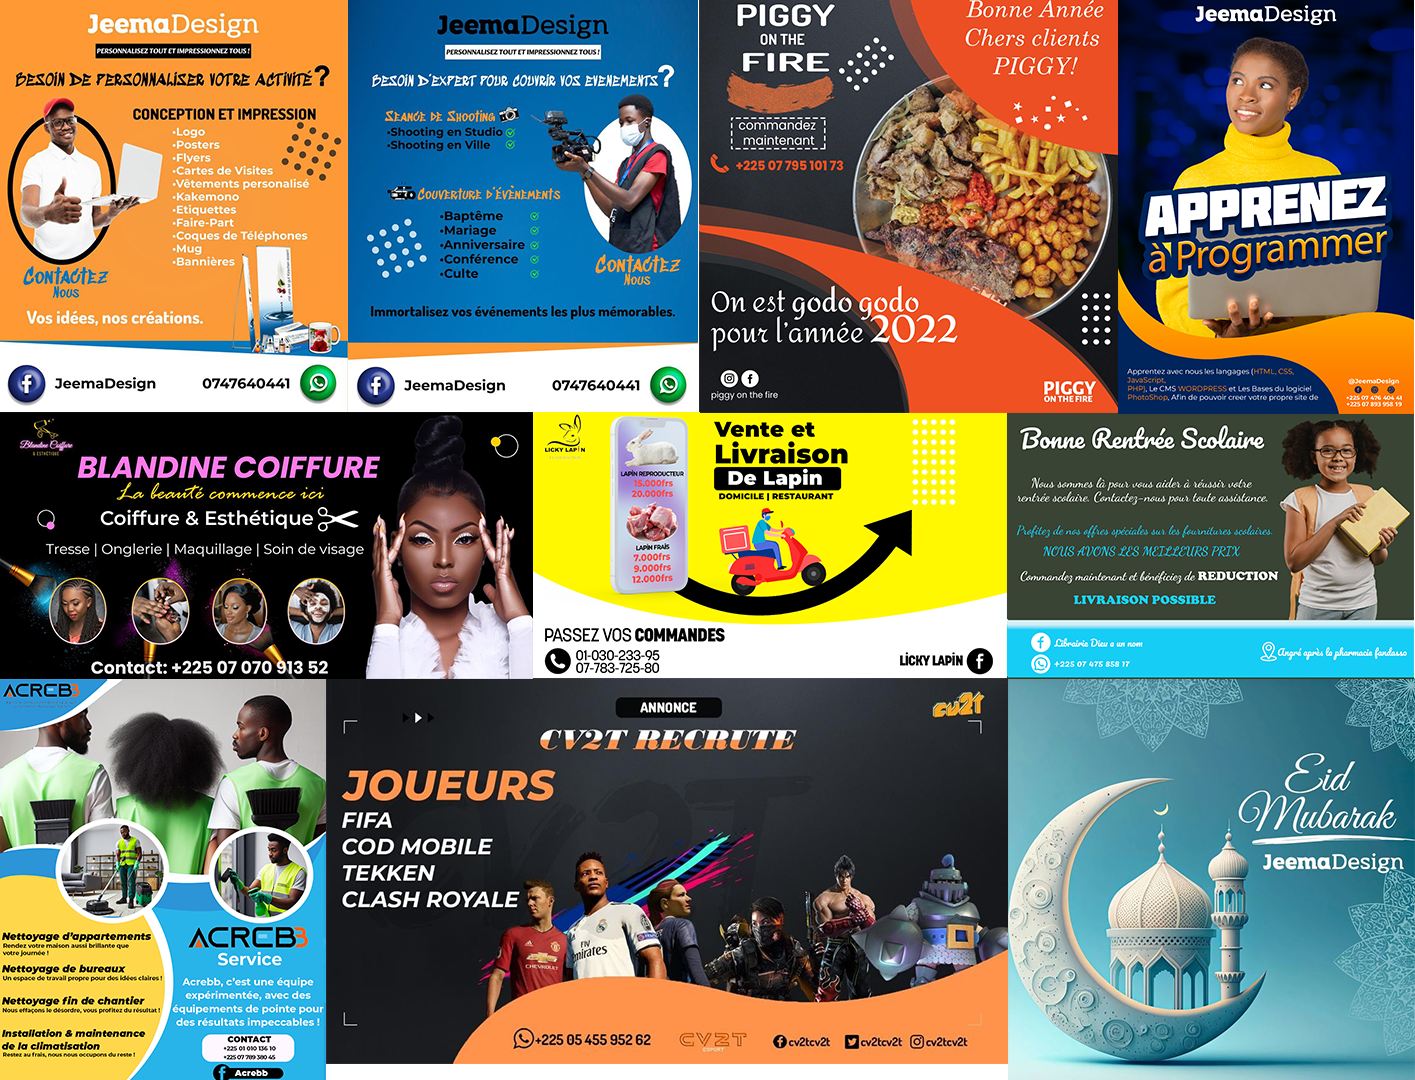 JeemaDesign
PERSONNALISEZ TOUT ET IMPRESSIONNEZ TOUS !
BESOIN DE PERSONNALISER VOTRE ACTIVITÉ ?
CONCEPTION ET IMPRESSION
•Logo
•Posters
•Flyers
•Cartes de Visites
•Vêtements personalisé
•Kakemono
•Etiquettes
•Faire-Part
•Coques de Téléphones
•Mug
•Bannières
CONTACTEZ
NOUS
Vos idées, nos créations.
JeemaDesign
0747640441
JeemaDesign
PERSONNALISEZ TOUT ET IMPRESSIONNEZ TOUS !
BESOIN D'EXPERT POUR COUVRIR VOS EVENEMENTS ?
SEANCE DE SHOOTING
•Shooting en Studio
•Shooting en Ville
COUVERTURE D'ÉVÈNEMENTS
•Baptême
•Mariage
•Anniversaire
•Conférence
•Culte
CONTACTEZ
NOUS
Immortalisez vos événements les plus mémorables.
JeemaDesign
0747640441
PIGGY
ON THE
FIRE
Bonne Année
Chers clients
PIGGY!
commandez
maintenant
+225 07 795 101 73
On est godo godo
pour l'année 2022
piggy on the fire
PIGGY
ON THE FIRE
JeemaDesign
APPRENEZ
à Programmer
Apprentez avec nous les langages (HTML, CSS,
JavaScript,
PHP), Le CMS WORDPRESS et Les Bases du logiciel
PhotoShop, Afin de pouvoir creer votre propre site de
@JeemaDesign
+225 07 476 404 41
+225 07 893 958 19
Blandine Coiffure
& ESTHÉTIQUE
BLANDINE COIFFURE
La beauté commence ici
Coiffure & Esthétique
Tresse | Onglerie | Maquillage | Soin de visage
Contact: +225 07 070 913 52
LICKY LAPIN
LAPIN REPRODUCTEUR
15.000frs
20.000frs
LAPIN FRAIS
7.000frs
9.000frs
12.000frs
Vente et
Livraison
De Lapin
DOMICILE | RESTAURANT
PASSEZ VOS COMMANDES
01-030-233-95
07-783-725-80
LICKY LAPIN
Bonne Rentrée Scolaire
Nous sommes là pour vous aider à réussir votre
rentrée scolaire. Contactez-nous pour toute assistance.
Profitez de nos offres spéciales sur les fournitures scolaires.
NOUS AVONS LES MEILLEURS PRIX
Commandez maintenant et bénéficiez de REDUCTION
LIVRAISON POSSIBLE
Librairie Dieu a un nom
+225 07 475 858 17
Angré après la pharmacie fandasso
ACREBB
Nettoyage d'appartements
Rendez votre maison aussi brillante que
votre journée !
Nettoyage de bureaux
Un espace de travail propre pour des idées claires !
Nettoyage fin de chantier
Nous effaçons le désordre, vous profitez du résultat !
Installation & maintenance
de la climatisation
Restez au frais, nous nous occupons du reste !
ACREBB
Service
Acrebb, c'est une équipe
expérimentée, avec des
équipements de pointe pour
des résultats impeccables !
CONTACT
+225 01 010 136 10
+225 07 789 380 45
Acrebb
ANNONCE
cv2t
CV2T RECRUTE
JOUEURS
FIFA
COD MOBILE
TEKKEN
CLASH ROYALE
CHEVROLET
Fly
Emirates
+225 05 455 952 62
CV2T
ESPORT
cv2tcv2t
cv2tcv2t
cv2tcv2t
Eid
Mubarak
JeemaDesign